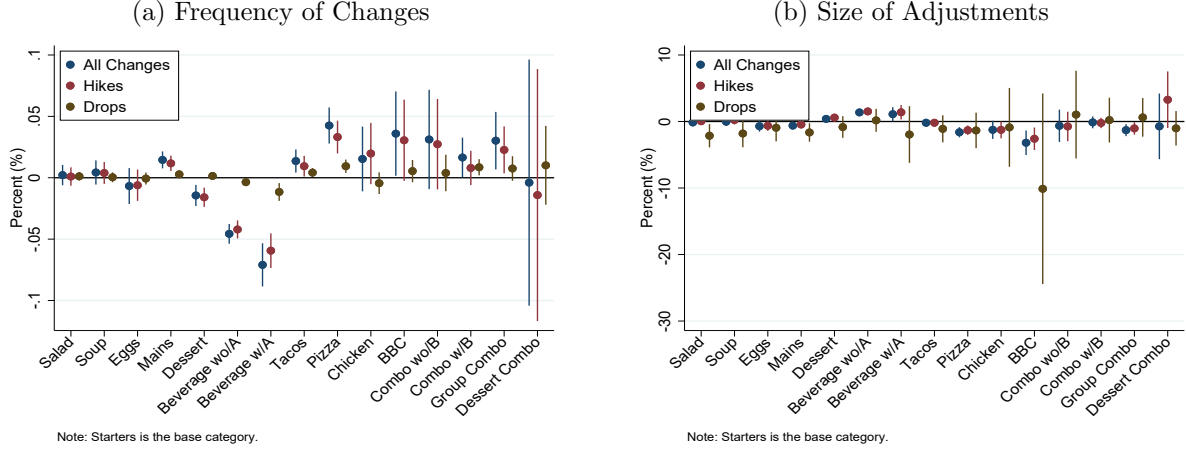 (a) Frequency of Changes
All Changes
Hikes
Drops
Percent (%)
.1
.05
0
-.05
-.1
Salad
Soup
Eggs
Mains
Dessert
Beverage wo/A
Beverage w/A
Tacos
Pizza
Chicken
BBC
Combo wo/B
Combo w/B
Group Combo
Dessert Combo
Note: Starters is the base category.
(b) Size of Adjustments
All Changes
Hikes
Drops
Percent (%)
10
0
-10
-20
-30
Salad
Soup
Eggs
Mains
Dessert
Beverage wo/A
Beverage w/A
Tacos
Pizza
Chicken
BBC
Combo wo/B
Combo w/B
Group Combo
Dessert Combo
Note: Starters is the base category.